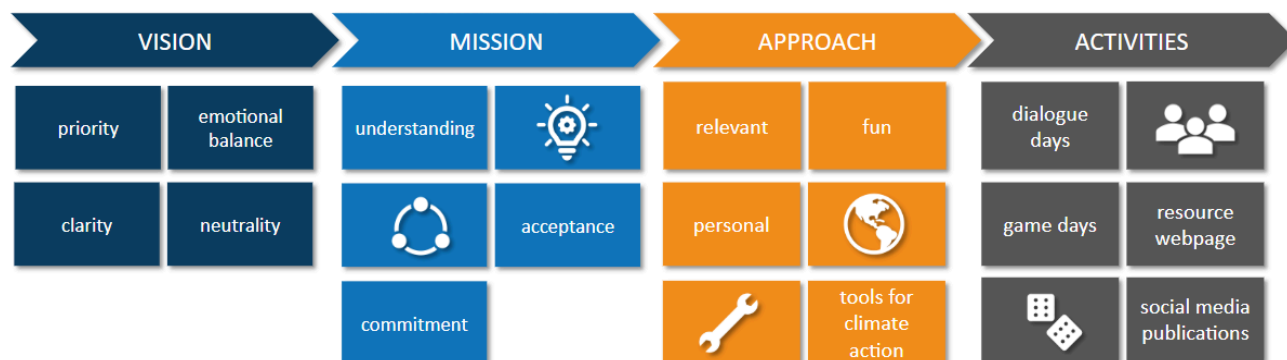 VISION
MISSION
APPROACH
ACTIVITIES
priority
emotional
balance
clarity
neutrality
understanding
acceptance
commitment
relevant
fun
personal
tools for
climate
action
dialogue
days
game days
resource
webpage
social media
publications